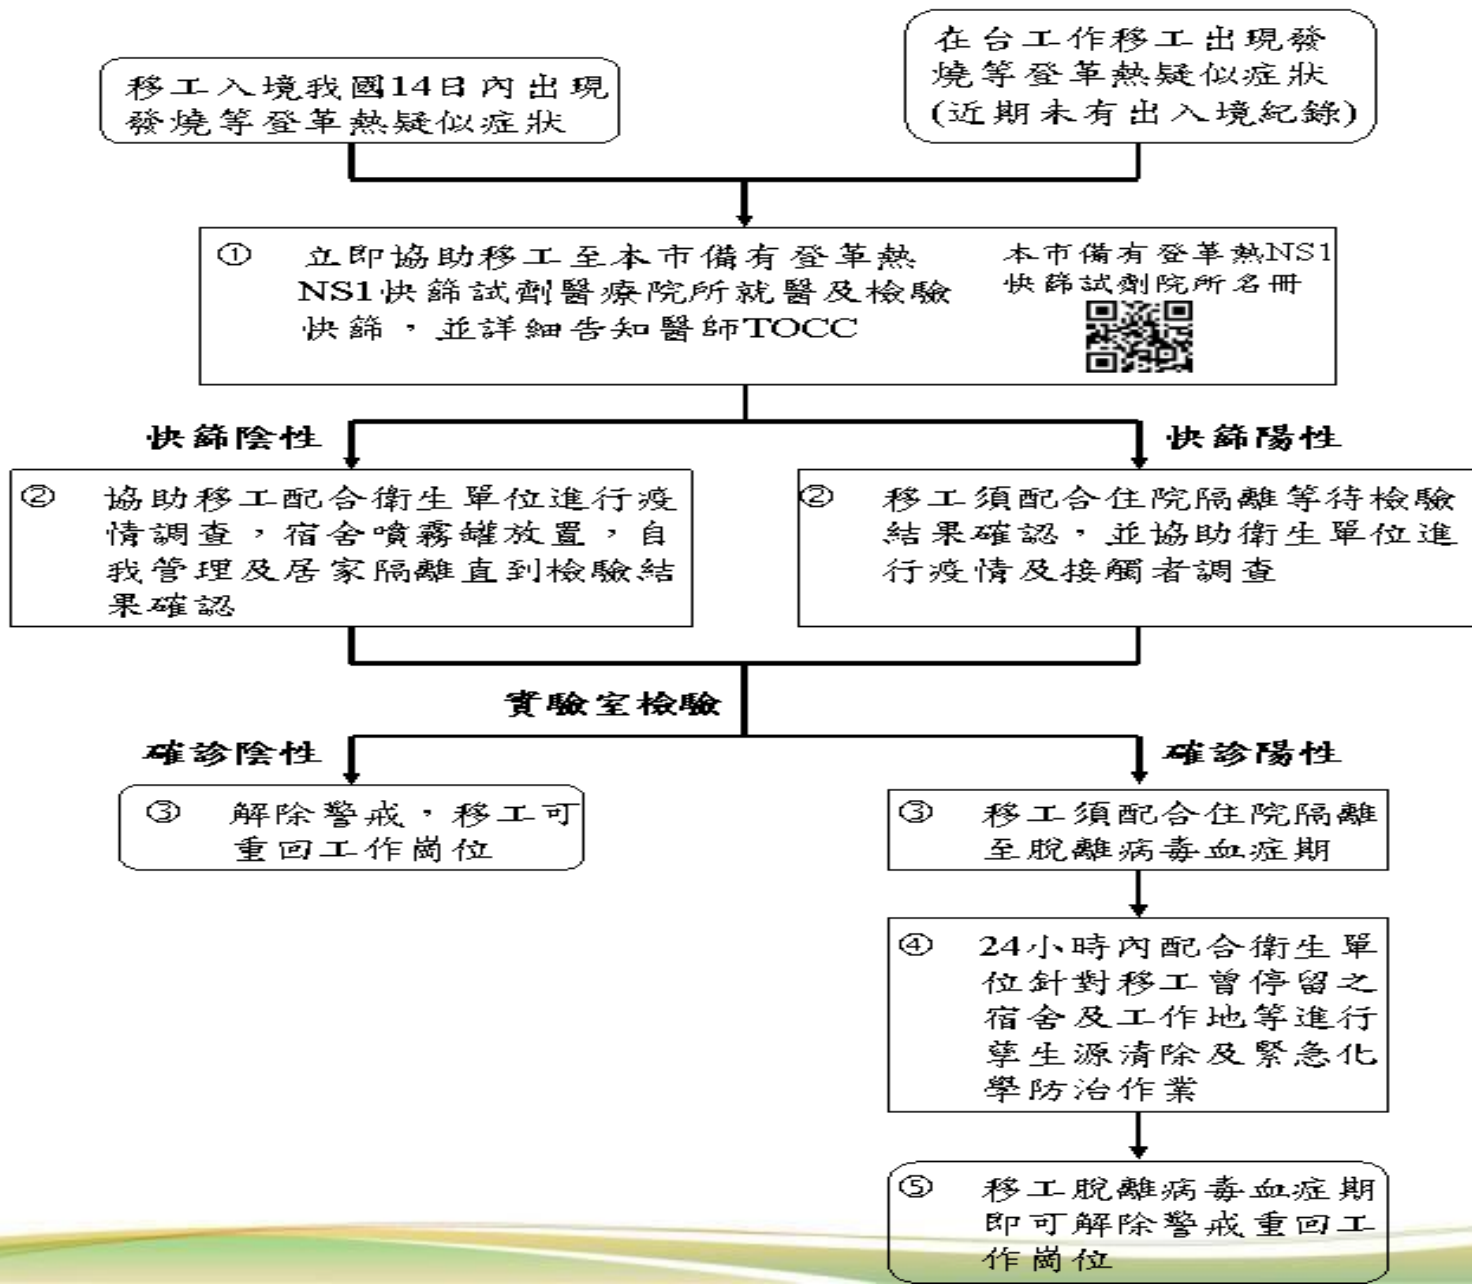 移工入境我國14日內出現
發燒等登革熱疑似症狀
在台工作移工出現發
燒等登革熱疑似症狀
(近期未有出入境紀錄)
① 立即協助移工至本市備有登革熱
NS1快篩試劑醫療院所就醫及檢驗
快篩，並詳細告知醫師TOCC
本市備有登革熱NS1
快篩試劑院所名冊
快篩陰性
快篩陽性
② 協助移工配合衛生單位進行疫
情調查，宿舍噴霧罐放置，自
我管理及居家隔離直到檢驗結
果確認
② 移工須配合住院隔離等待檢驗
結果確認，並協助衛生單位進
行疫情及接觸者調查
實驗室檢驗
確診陰性
確診陽性
③ 解除警戒，移工可
重回工作崗位
③ 移工須配合住院隔離
至脫離病毒血症期
④ 24小時內配合衛生單
位針對移工曾停留之
宿舍及工作地等進行
孳生源清除及緊急化
學防治作業
⑤ 移工脫離病毒血症期
即可解除警戒重回工
作崗位